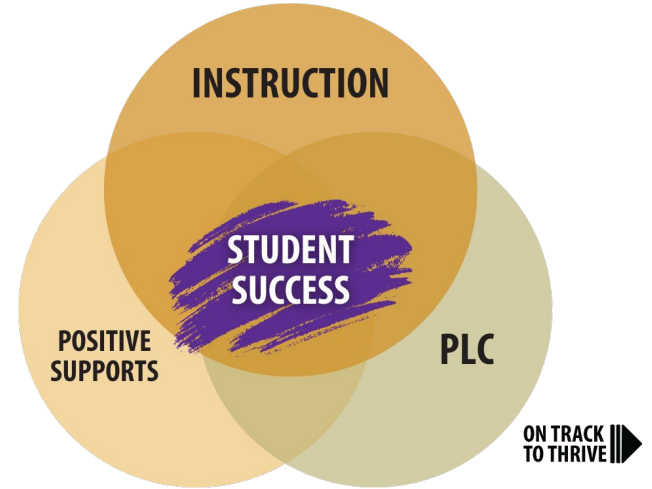 INSTRUCTION
STUDENT
SUCCESS
POSITIVE
SUPPORTS
PLC
ON TRACK
TO THRIVE